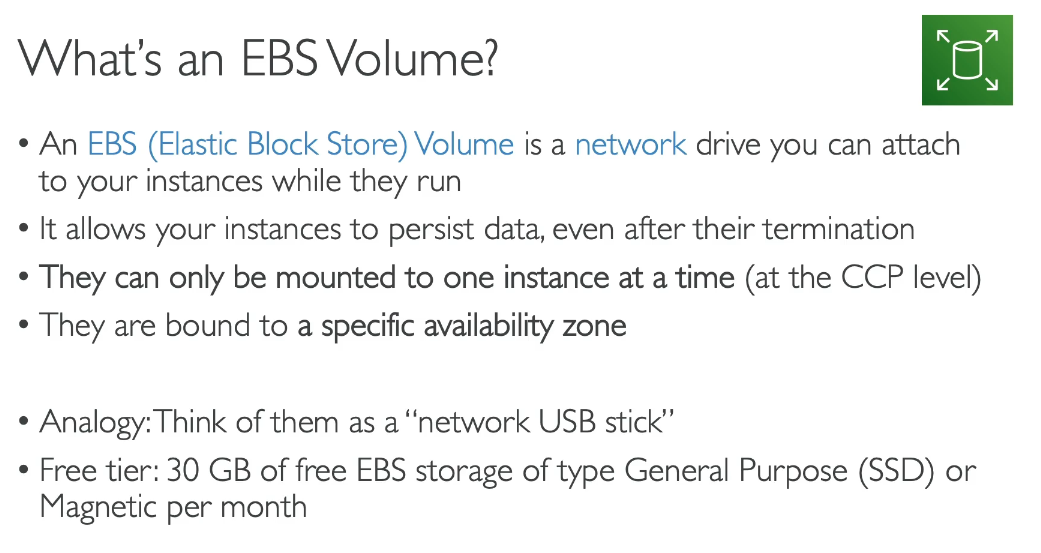 What's an EBS Volume?
• An EBS (Elastic Block Store) Volume is a network drive you can attach
to your instances while they run
• It allows your instances to persist data, even after their termination
• They can only be mounted to one instance at a time (at the CCP level)
• They are bound to a specific availability zone
• Analogy: Think of them as a “network USB stick”
• Free tier: 30 GB of free EBS storage of type General Purpose (SSD) or
Magnetic per month